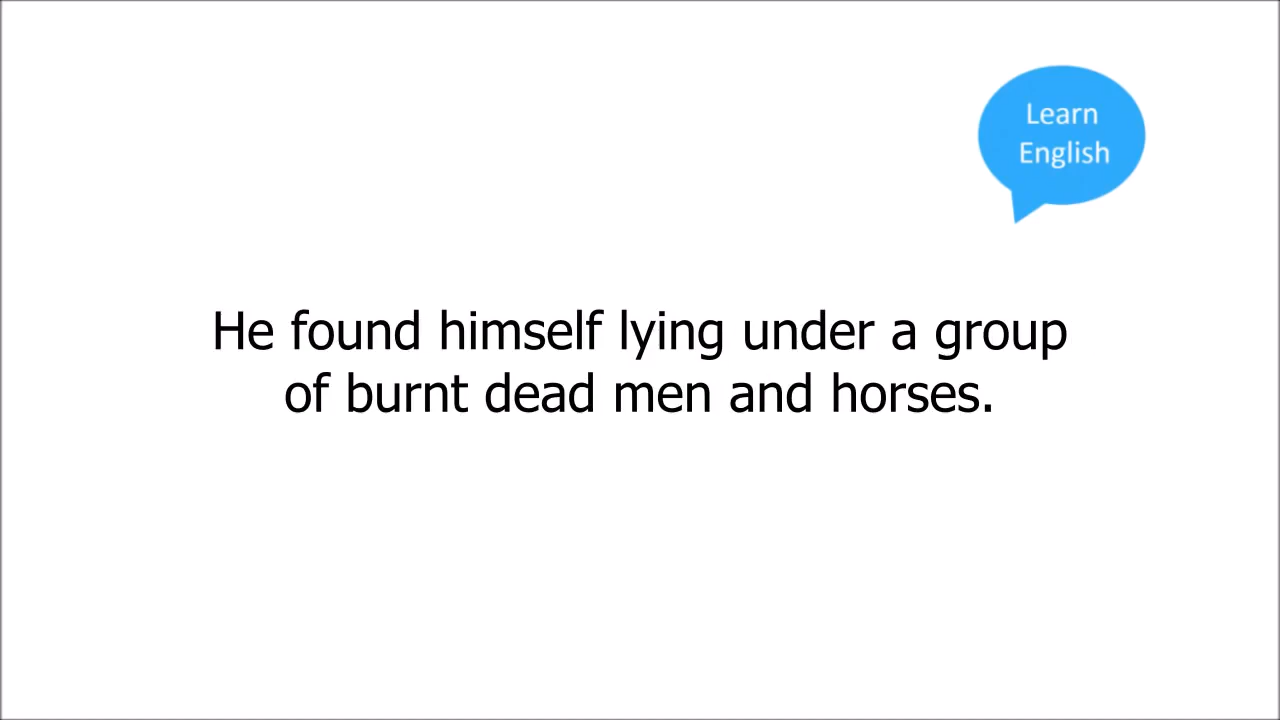 Learn
English
He found himself lying under a group
of burnt dead men and horses.